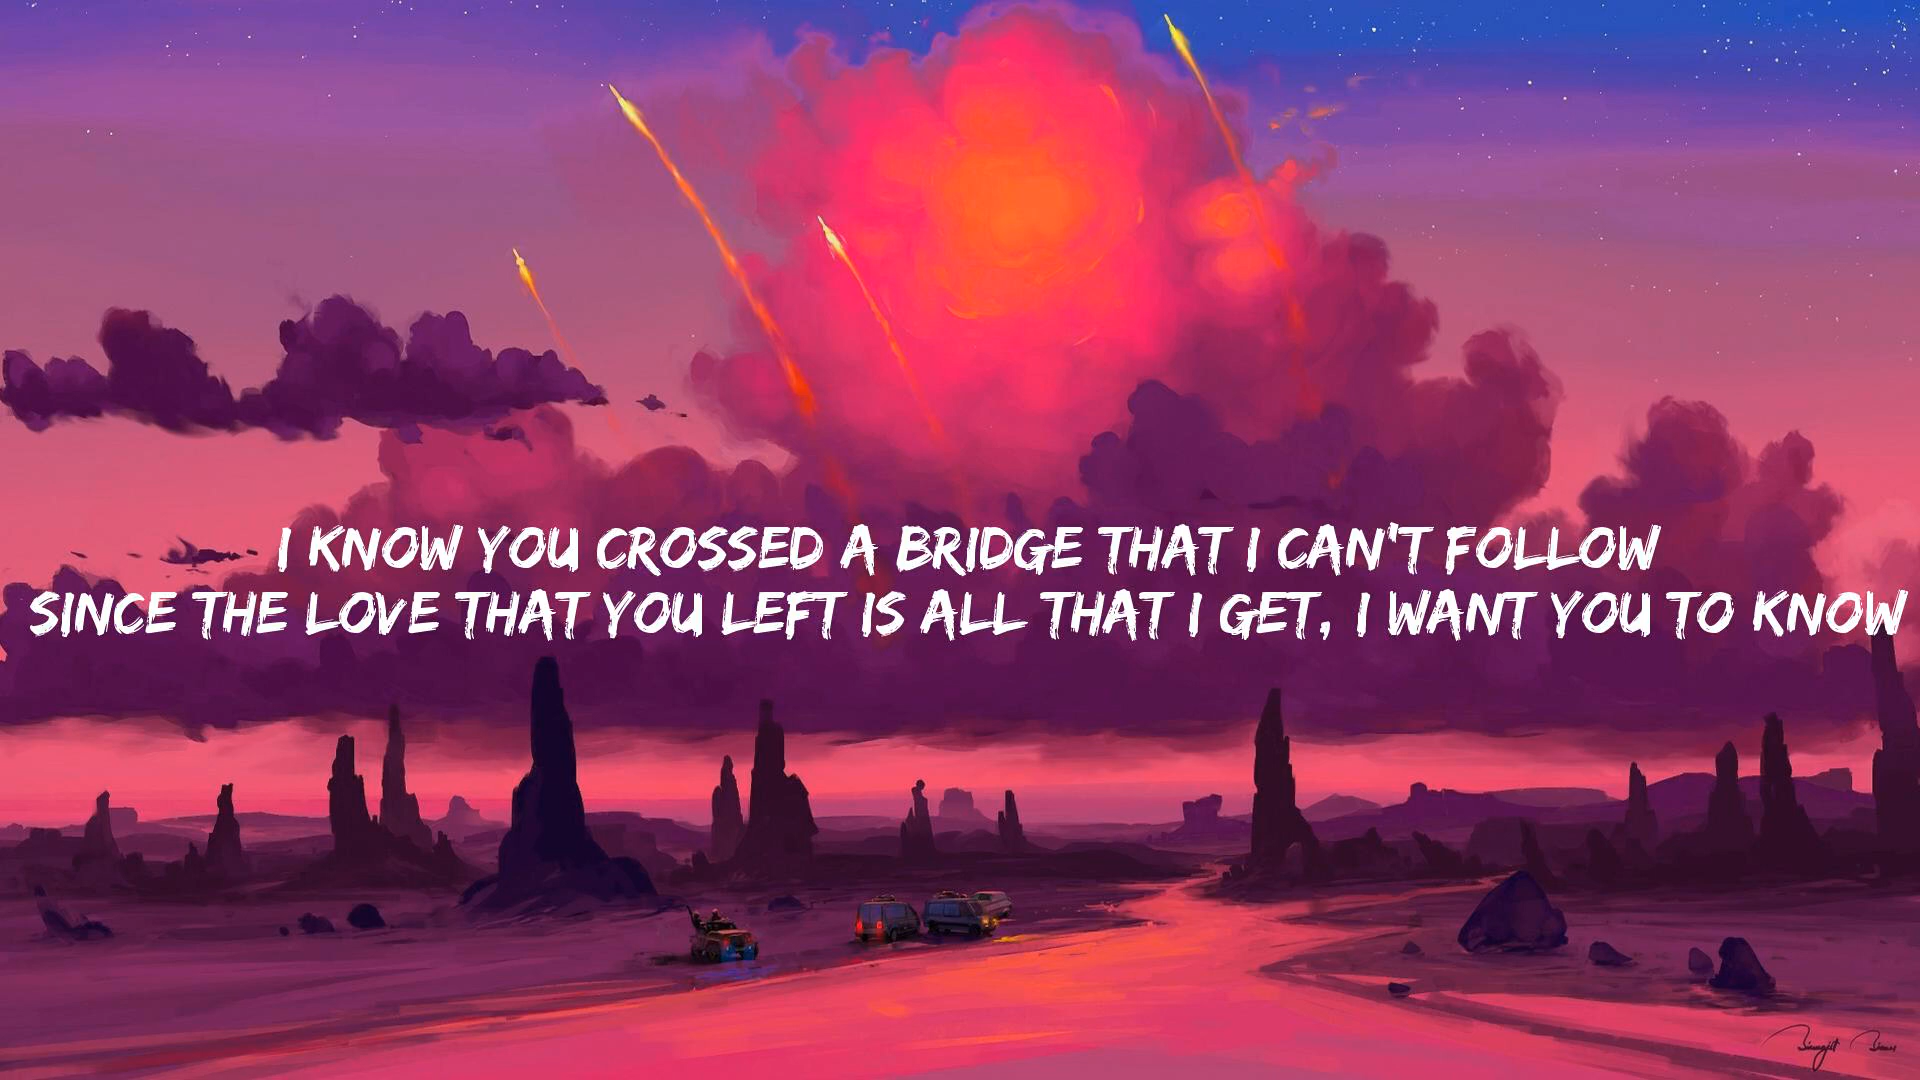 I KNOW YOU CROSSED A BRIDGE THAT I CAN'T FOLLOW
SINCE THE LOVE THAT YOU LEFT IS ALL THAT I GET, I WANT YOU TO KNOW